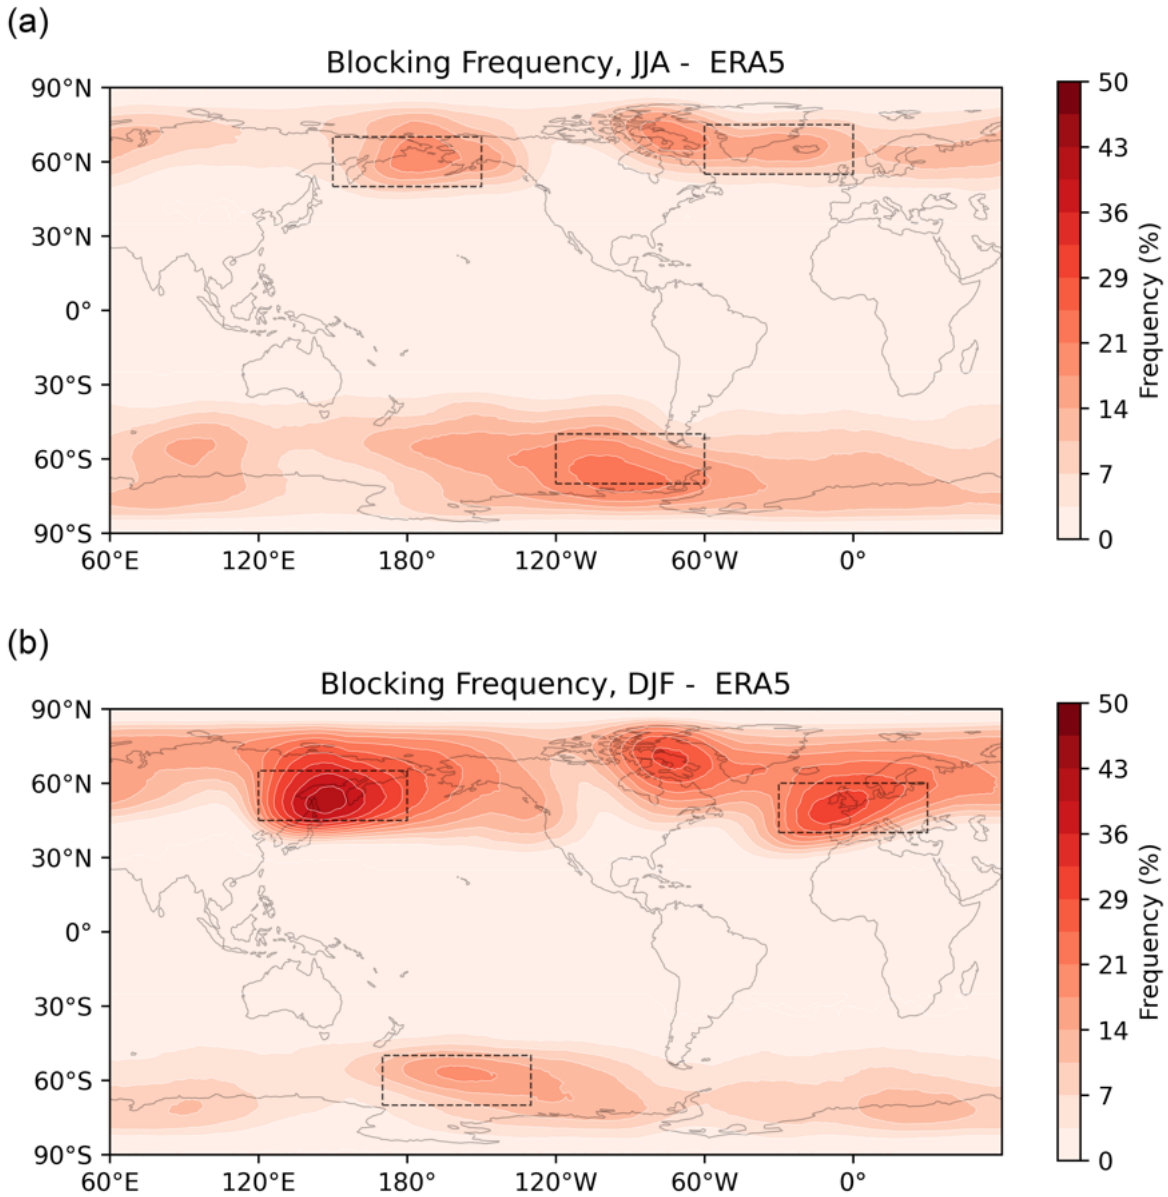 (a)
Blocking Frequency, JJA - ERA5
90°N
60°N
30°N
0°
30°S
60°S
90°S
60°E 120°E 180° 120°W 60°W 0°
50
43
36
29
21
14
7
0
Frequency (%)
(b)
Blocking Frequency, DJF - ERA5
90°N
60°N
30°N
0°
30°S
60°S
90°S
60°E 120°E 180° 120°W 60°W 0°
50
43
36
29
21
14
7
0
Frequency (%)